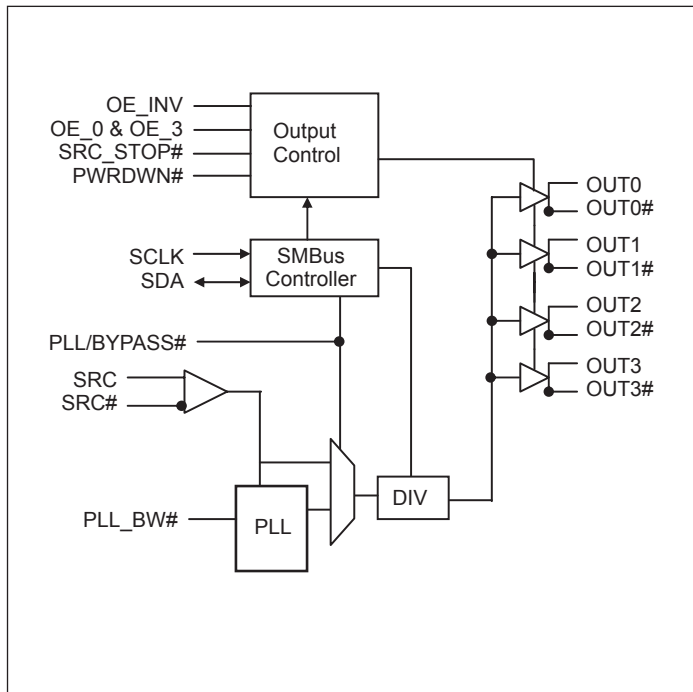 OE_INV
OE_0 & OE_3
SRC_STOP#
PWRDWN#
Output
Control
OUT0
OUT0#
OUT1
OUT1#
OUT2
OUT2#
OUT3
OUT3#
SCLK
SDA
SMBus
Controller
PLL/BYPASS#
SRC
SRC#
PLL_BW#
PLL
DIV